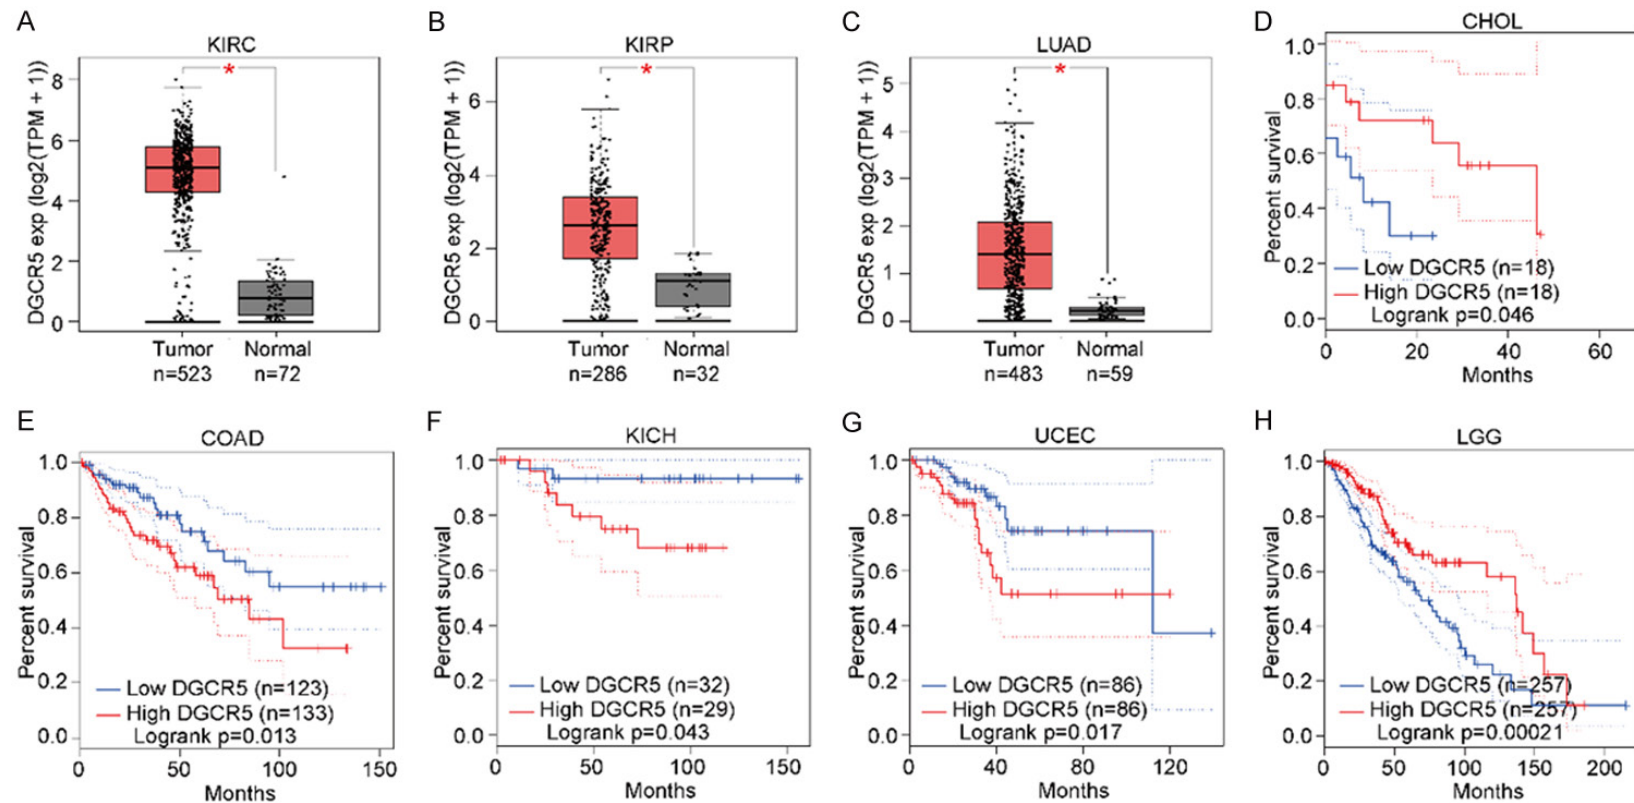 A
KIRC
DGCR5 exp (log2(TPM + 1))
8
6
4
2
0
*
Tumor
n=523
Normal
n=72
B
KIRP
DGCR5 exp (log2(TPM + 1))
6
4
2
0
*
Tumor
n=286
Normal
n=32
C
LUAD
DGCR5 exp (log2(TPM + 1))
5
4
3
2
1
0
*
Tumor
n=483
Normal
n=59
D
CHOL
Percent survival
1.0
0.8
0.6
0.4
0.2
0.0
Low DGCR5 (n=18)
High DGCR5 (n=18)
Logrank p=0.046
0 20 40 60
Months
E
COAD
Percent survival
1.0
0.8
0.6
0.4
0.2
0.0
Low DGCR5 (n=123)
High DGCR5 (n=133)
Logrank p=0.013
0 50 100 150
Months
F
KICH
Percent survival
1.0
0.8
0.6
0.4
0.2
0.0
Low DGCR5 (n=32)
High DGCR5 (n=29)
Logrank p=0.043
0 50 100 150
Months
G
UCEC
Percent survival
1.0
0.8
0.6
0.4
0.2
0.0
Low DGCR5 (n=86)
High DGCR5 (n=86)
Logrank p=0.017
0 40 80 120
Months
H
LGG
Percent survival
1.0
0.8
0.6
0.4
0.2
0.0
Low DGCR5 (n=257)
High DGCR5 (n=257)
Logrank p=0.00021
0 50 100 150 200
Months